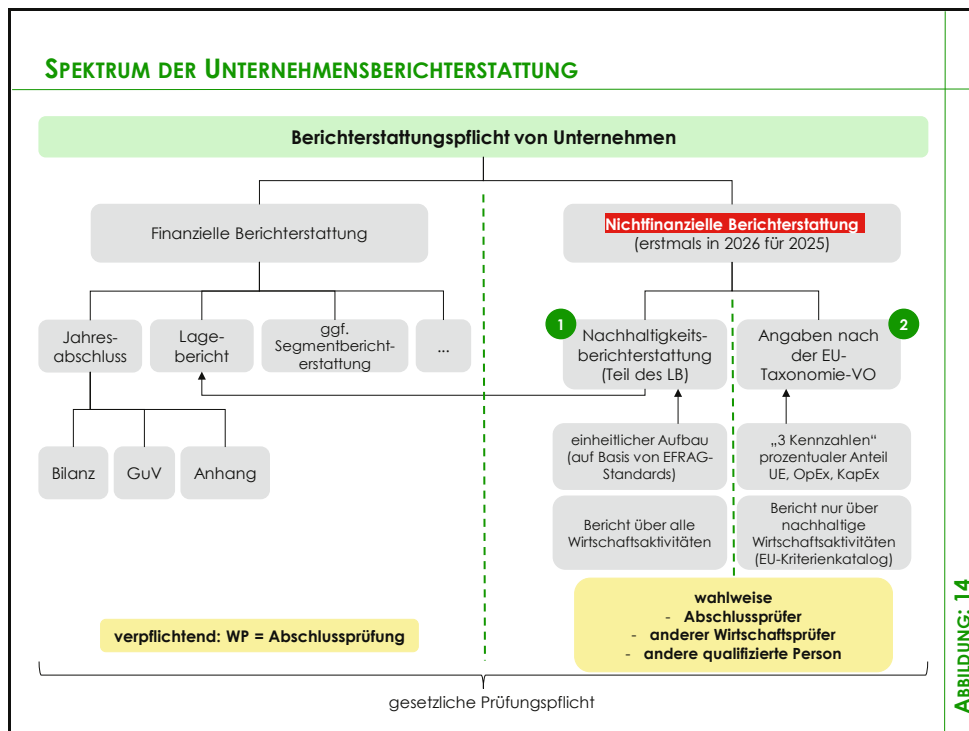 SPEKTRUM DER UNTERNEHMENSBERICHTERSTATTUNG
Berichterstattungspflicht von Unternehmen
Finanzielle Berichterstattung
Nichtfinanzielle Berichterstattung
(erstmals in 2026 für 2025)
Jahres-
abschluss
Lage-
bericht
ggf.
Segmentbericht-
erstattung
...
1
Nachhaltigkeits-
berichterstattung
(Teil des LB)
2
Angaben nach
der EU-
Taxonomie-VO
Bilanz
GuV
Anhang
einheitlicher Aufbau
(auf Basis von EFRAG-
Standards)
„3 Kennzahlen“
prozentualer Anteil
UE, OpEx, KapEx
Bericht über alle
Wirtschaftsaktivitäten
Bericht nur über
nachhaltige
Wirtschaftsaktivitäten
(EU-Kriterienkatalog)
verpflichtend: WP = Abschlussprüfung
wahlweise
- Abschlussprüfer
- anderer Wirtschaftsprüfer
- andere qualifizierte Person
gesetzliche Prüfungspflicht
ABBILDUNG: 14